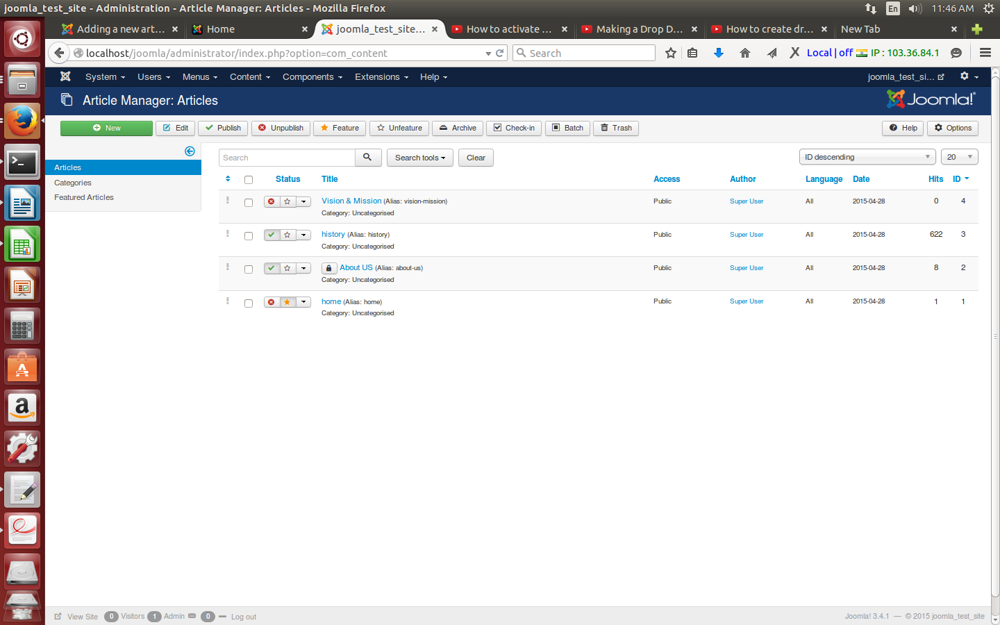 joomla_test_site - Administration - Article Manager: Articles - Mozilla Firefox
En
11:46 AM
Adding a new art...
Home
joomla_test_site...
How to activate ...
Making a Drop D...
How to create dr...
New Tab
localhost/joomla/administrator/index.php?option=com_content
Search
Local | off
IP : 103.36.84.1
System Users Menus Content Components Extensions Help
joomla_test_si...
Article Manager: Articles
Joomla!
New Edit Publish Unpublish Feature Unfeature Archive Check-in Batch Trash Help Options
Search
Search tools
Clear
ID descending
20
Articles
Categories
Featured Articles
Status Title Access Author Language Date Hits ID
Vision & Mission (Alias: vision-mission) Public Super User All 2015-04-28 0 4
Category: Uncategorised
history (Alias: history) Public Super User All 2015-04-28 622 3
Category: Uncategorised
About US (Alias: about-us) Public Super User All 2015-04-28 8 2
Category: Uncategorised
home (Alias: home) Public Super User All 2015-04-28 1 1
Category: Uncategorised
View Site 0 Visitors 1 Admin 0 Log out
Joomla! 3.4.1 — © 2015 joomla_test_site